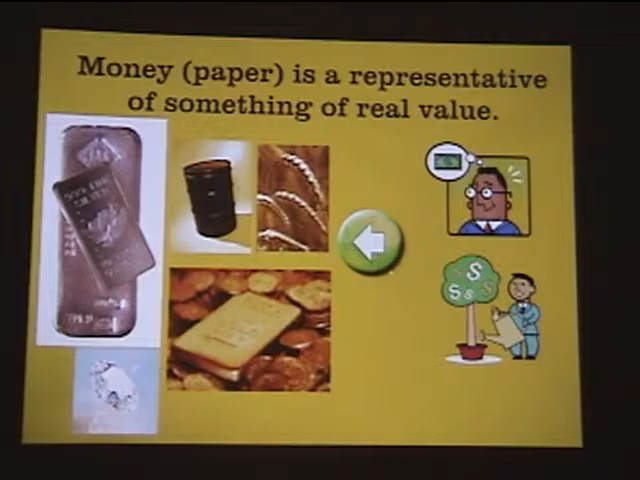 Money (paper) is a representative
of something of real value.
$
$
$
$